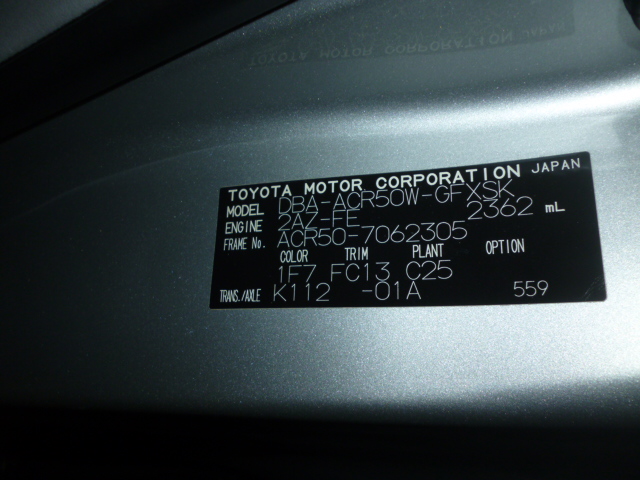 TOYOTA MOTOR CORPORATION JAPAN
MODEL DBA-ACR50W-GFXSK
ENGINE 2AZ-FE 2362 mL
FRAME No. ACR50-7062305
COLOR TRIM PLANT OPTION
1F7 FC13 C25
TRANS./AXLE K112 -01A 559